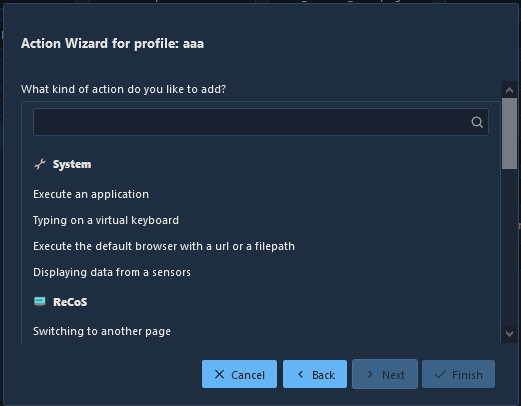 Action Wizard for profile: aaa
What kind of action do you like to add?
System
Execute an application
Typing on a virtual keyboard
Execute the default browser with a url or a filepath
Displaying data from a sensors
ReCoS
Switching to another page
Cancel
Back
Next
Finish